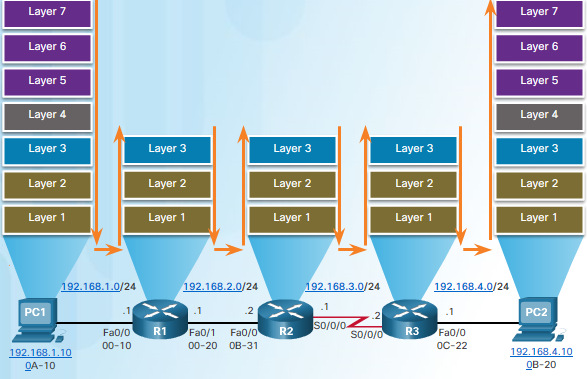 Layer 7 Layer 7
Layer 6 Layer 6
Layer 5 Layer 5
Layer 4 Layer 4
Layer 3 Layer 3 Layer 3 Layer 3 Layer 3
Layer 2 Layer 2 Layer 2 Layer 2 Layer 2
Layer 1 Layer 1 Layer 1 Layer 1 Layer 1
192.168.1.0/24 192.168.2.0/24 192.168.3.0/24 192.168.4.0/24
PC1 .1 R1 .1 .2 R2 .1 .2 R3 .1 PC2
Fa0/0 Fa0/1 Fa0/0 S0/0/0 S0/0/0 Fa0/0
00-10 00-20 0B-31 0C-22
192.168.1.10 192.168.4.10
0A-10 0B-20